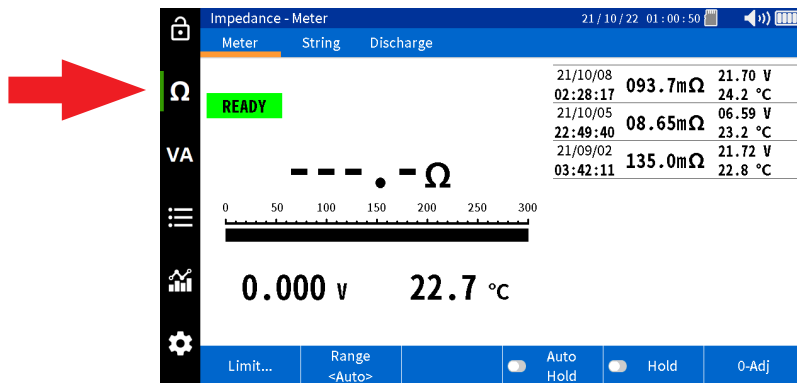 Impedance - Meter 21/10/22 01:00:50
Meter String Discharge
Ω
READY
VA
---.-Ω
0 50 100 150 200 250 300
0.000 V 22.7 °C
21/10/08 093.7mΩ 21.70 V
02:28:17 24.2 °C
21/10/05 08.65mΩ 06.59 V
22:49:40 23.2 °C
21/09/02 135.0mΩ 21.72 V
03:42:11 22.8 °C
Limit... Range Auto Hold 0-Adj
<Auto> Hold